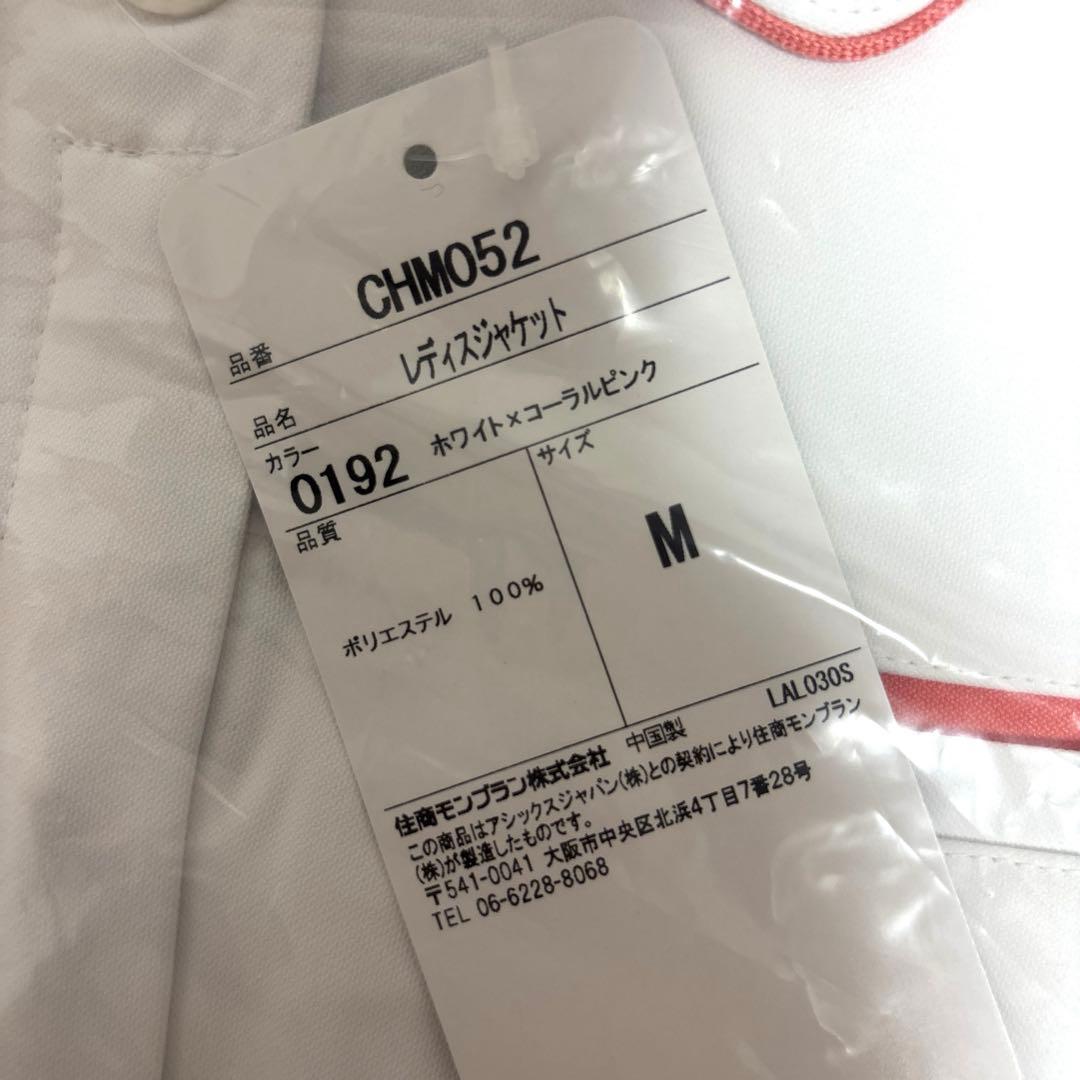 CHM052
品番
レディスジャケット
品名
カラー
0192 ホワイト×コーラルピンク
品質
サイズ
M
ポリエステル 100%
LAL030S
住商モンブラン株式会社 中国製
この商品はアシックスジャパン(株)との契約により住商モンブラン
(株)が製造したものです。
〒541-0041 大阪市中央区北浜4丁目7番28号
TEL 06-6228-8068